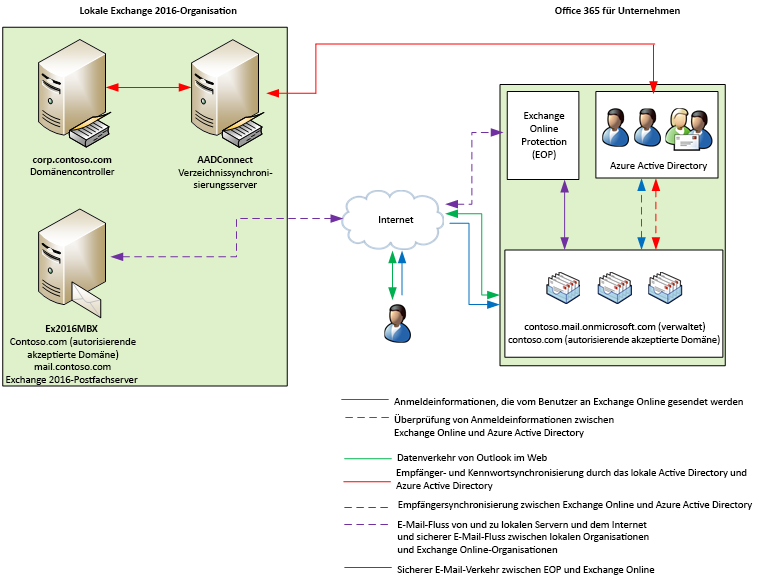 Lokale Exchange 2016-Organisation
Office 365 für Unternehmen
corp.contoso.com
Domänencontroller
AADConnect
Verzeichnissynchroni-
sierungsserver
Exchange
Online
Protection
(EOP)
Azure Active Directory
Internet
Ex2016MBX
Contoso.com (autorisierende
akzeptierte Domäne)
mail.contoso.com
Exchange 2016-Postfachserver
contoso.mail.onmicrosoft.com (verwaltet)
contoso.com (autorisierende akzeptierte Domäne)
Anmeldeinformationen, die vom Benutzer an Exchange Online gesendet werden
Überprüfung von Anmeldeinformationen zwischen
Exchange Online und Azure Active Directory
Datenverkehr von Outlook im Web
Empfänger- und Kennwortsynchronisierung durch das lokale Active Directory und
Azure Active Directory
Empfängersynchronisierung zwischen Exchange Online und Azure Active Directory
E-Mail-Fluss von und zu lokalen Servern und dem Internet
und sicherer E-Mail-Fluss zwischen lokalen Organisationen
und Exchange Online-Organisationen
Sicherer E-Mail-Verkehr zwischen EOP und Exchange Online